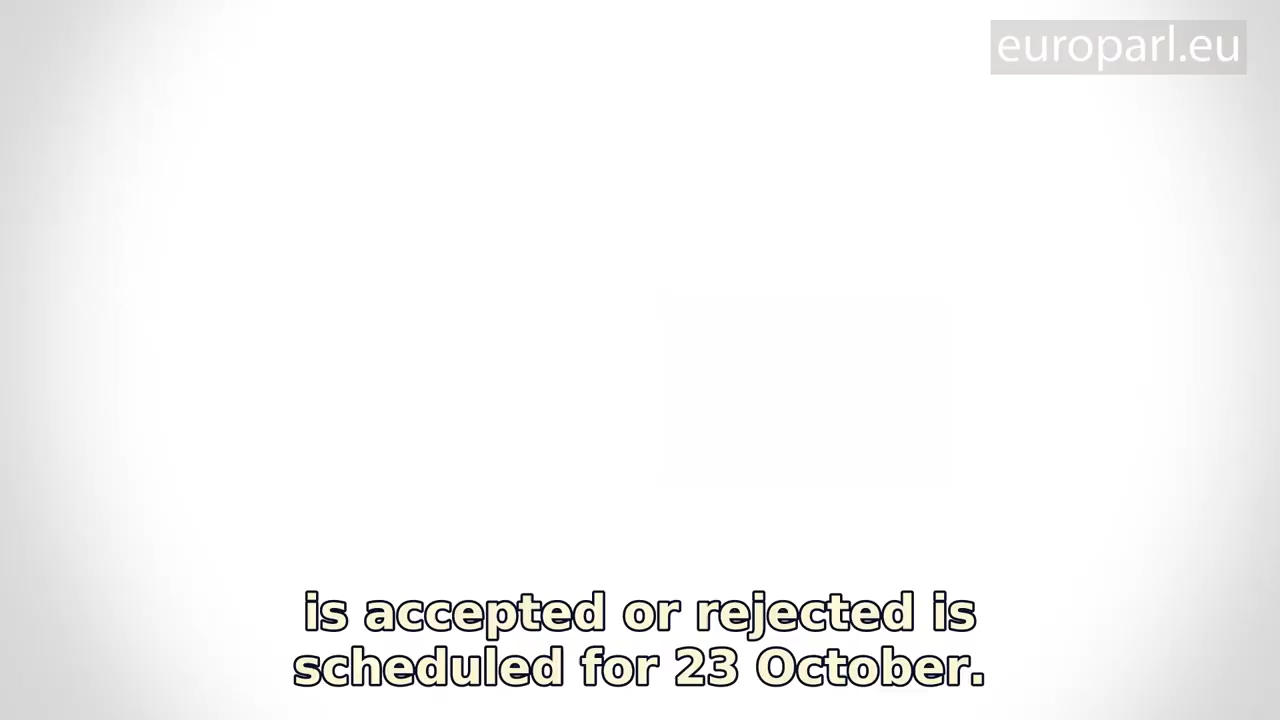 europarl.eu
is accepted or rejected is
scheduled for 23 October.